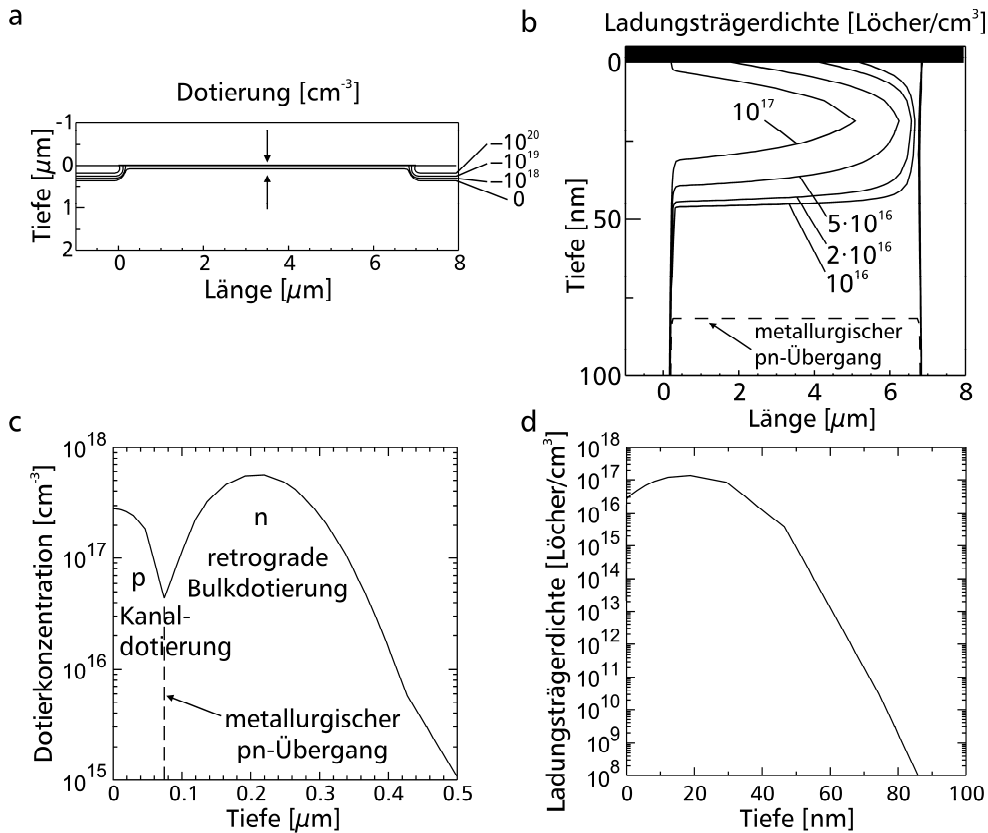 a
Dotierung [cm⁻³]
-1
0
1
2
Tiefe [µm]
0
2
4
6
8
Länge [µm]
–10²⁰
–10¹⁹
–10¹⁸
0
b
Ladungsträgerdichte [Löcher/cm³]
0
50
100
Tiefe [nm]
10¹⁷
5·10¹⁶
2·10¹⁶
10¹⁶
metallurgischer
pn-Übergang
0
2
4
6
8
Länge [µm]
c
10¹⁸
10¹⁷
10¹⁶
10¹⁵
Dotierkonzentration [cm⁻³]
n
retrograde
Bulkdotierung
p
Kanal-
dotierung
metallurgischer
pn-Übergang
0
0.1
0.2
0.3
0.4
0.5
Tiefe [µm]
d
10¹⁸
10¹⁷
10¹⁶
10¹⁵
10¹⁴
10¹³
10¹²
10¹¹
10¹⁰
10⁹
10⁸
Ladungsträgerdichte [Löcher/cm³]
0
20
40
60
80
100
Tiefe [nm]